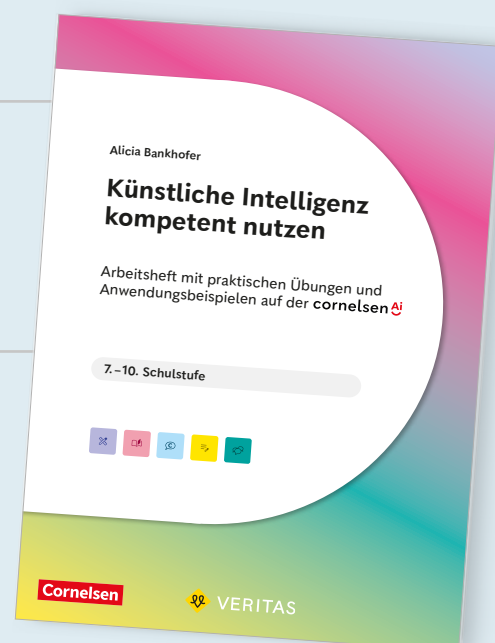 Alicia Bankhofer
Künstliche Intelligenz
kompetent nutzen
Arbeitsheft mit praktischen Übungen und
Anwendungsbeispielen auf der cornelsen Ai
7.–10. Schulstufe
Cornelsen
VERITAS